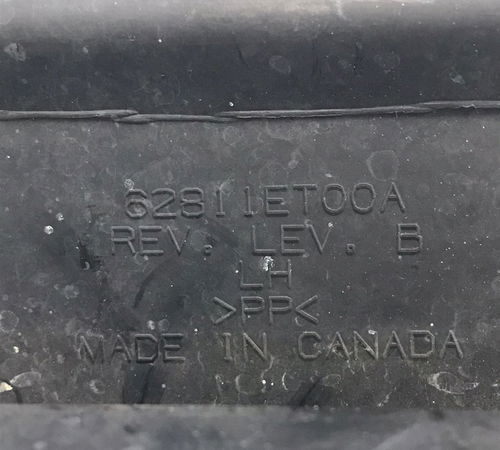 62811ET00A
REV. LEV. B
LH
>PP<
MADE IN CANADA